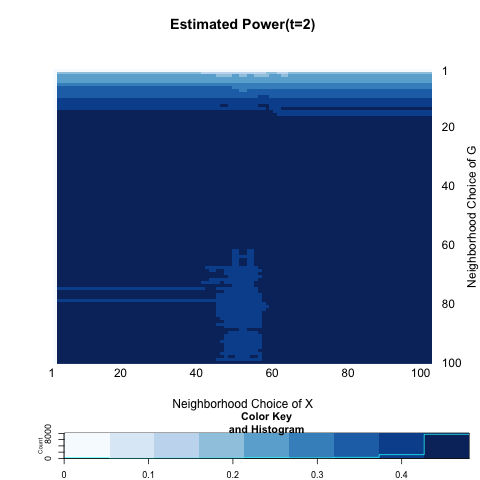 Estimated Power(t=2)
1
20
40
60
80
100
Neighborhood Choice of G
1 20 40 60 80 100
Neighborhood Choice of X
Color Key
and Histogram
Count
0 8000
0 0.1 0.2 0.3 0.4